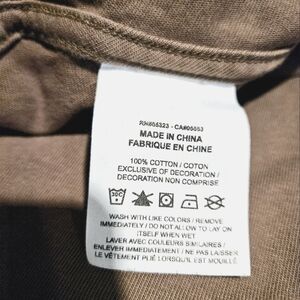 RN#56323 - CA#05553
MADE IN CHINA
FABRIQUE EN CHINE
100% COTTON / COTON
EXCLUSIVE OF DECORATION /
DECORATION NON COMPRISE
30C
WASH WITH LIKE COLORS / REMOVE
IMMEDIATELY / DO NOT ALLOW TO LAY ON
ITSELF WHEN WET
LAVER AVEC COULEURS SIMILAIRES /
ENLEVER IMMEDIATEMENT / NE PAS LAISSER
LE VÊTEMENT PLIÉ LORSQU'IL EST MOUILLÉ